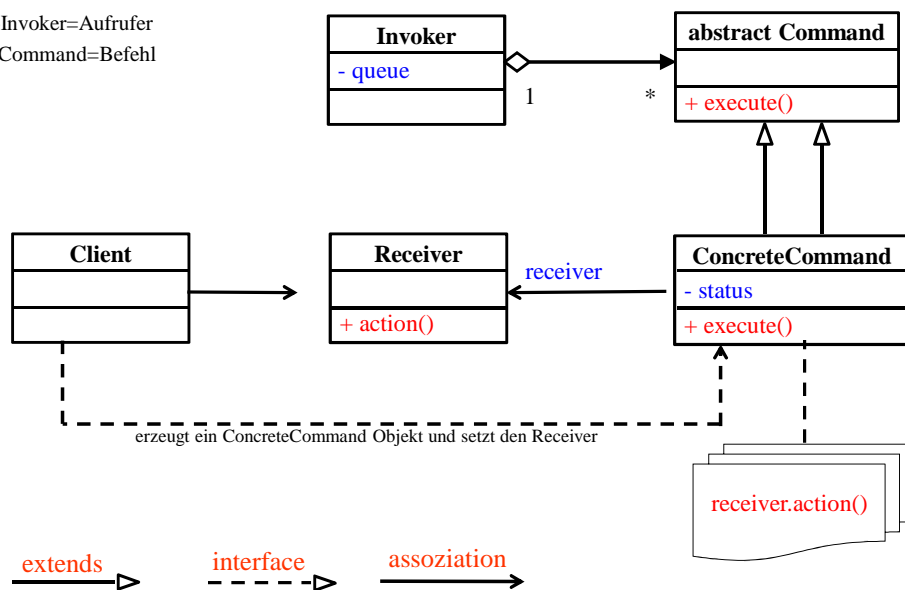 Invoker=Aufrufer
Command=Befehl
Invoker
- queue
1
*
abstract Command
+ execute()
Client
Receiver
+ action()
receiver
ConcreteCommand
- status
+ execute()
erzeugt ein ConcreteCommand Objekt und setzt den Receiver
receiver.action()
extends
interface
assoziation